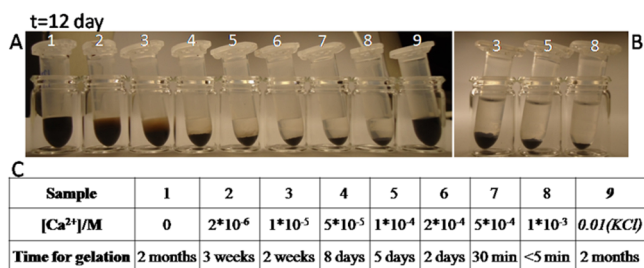 t=12 day
A 1 2 3 4 5 6 7 8 9 3 5 8 B
C
Sample 1 2 3 4 5 6 7 8 9
[Ca²⁺]/M 0 2*10⁻⁶ 1*10⁻⁵ 5*10⁻⁵ 1*10⁻⁴ 2*10⁻⁴ 5*10⁻⁴ 1*10⁻³ 0.01(KCl)
Time for gelation 2 months 3 weeks 2 weeks 8 days 5 days 2 days 30 min <5 min 2 months